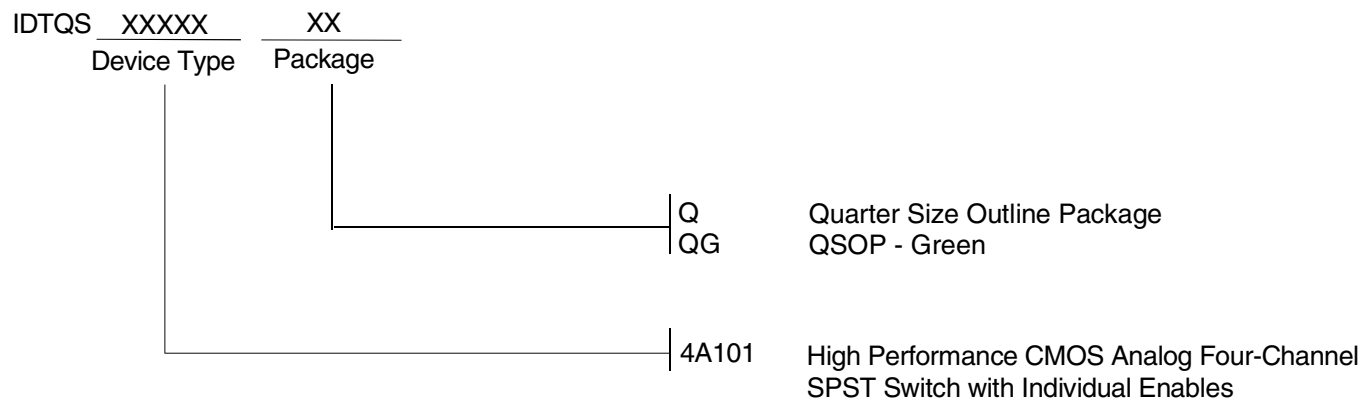 IDTQS XXXXX XX
Device Type Package
Q Quarter Size Outline Package
QG QSOP - Green
4A101 High Performance CMOS Analog Four-Channel
SPST Switch with Individual Enables